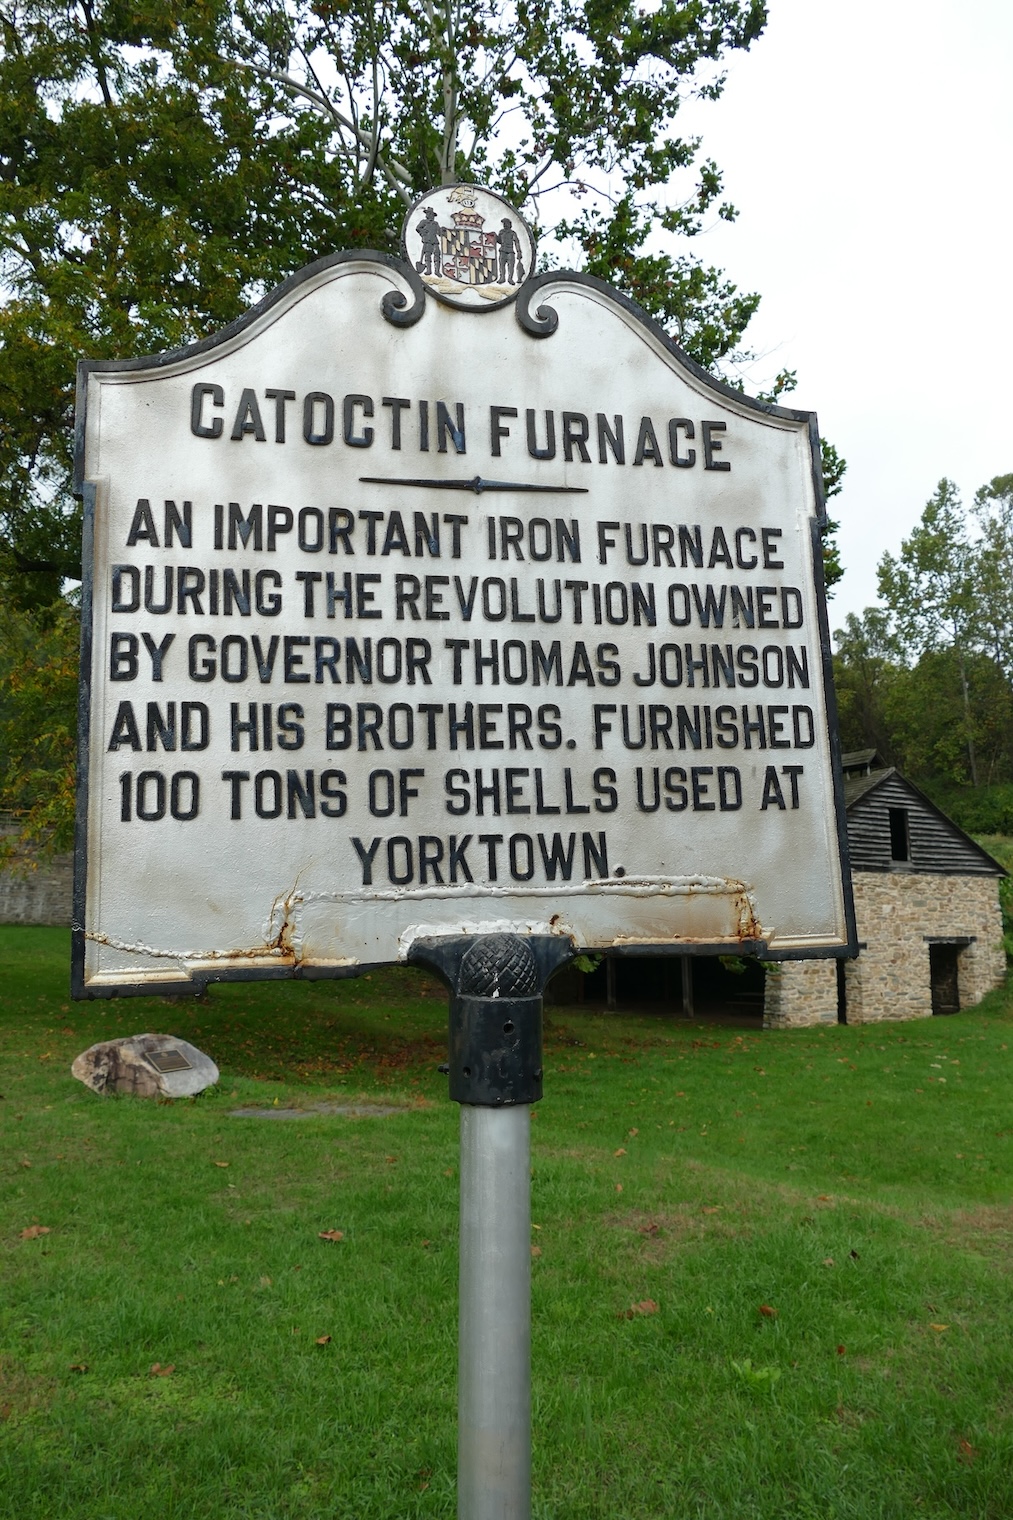 CATOCTIN FURNACE
AN IMPORTANT IRON FURNACE
DURING THE REVOLUTION OWNED
BY GOVERNOR THOMAS JOHNSON
AND HIS BROTHERS. FURNISHED
100 TONS OF SHELLS USED AT
YORKTOWN.